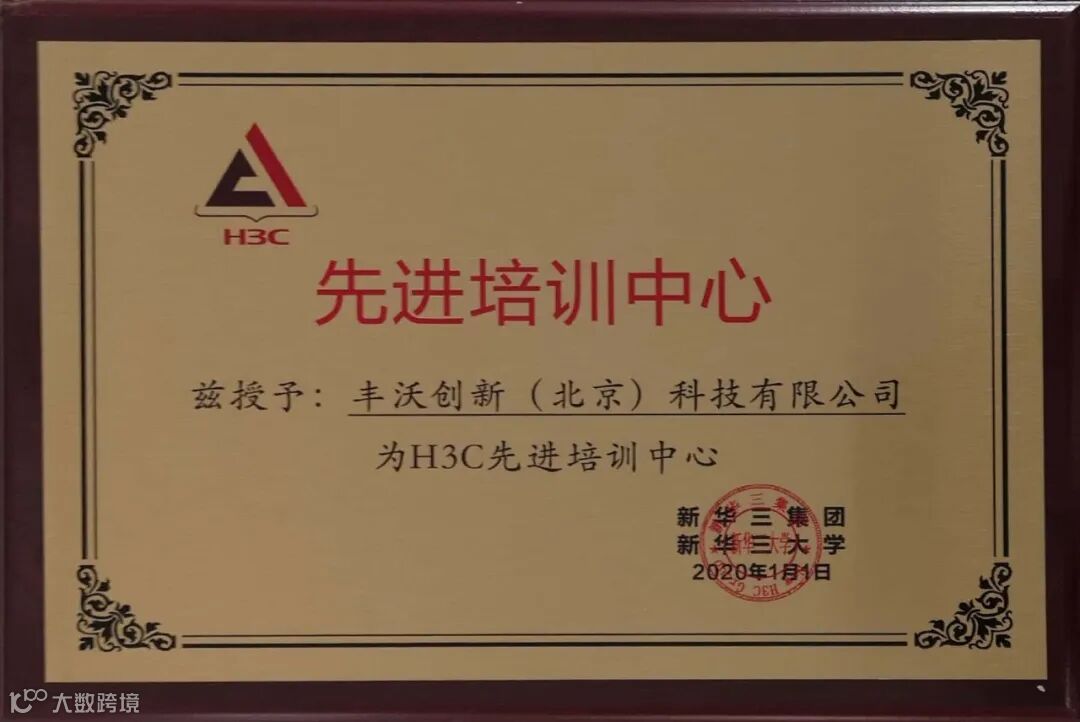 H3C
先进培训中心
兹授予：丰沃创新（北京）科技有限公司
为H3C先进培训中心
新华三集团
新华三大学
2020年1月1日
大数跨境